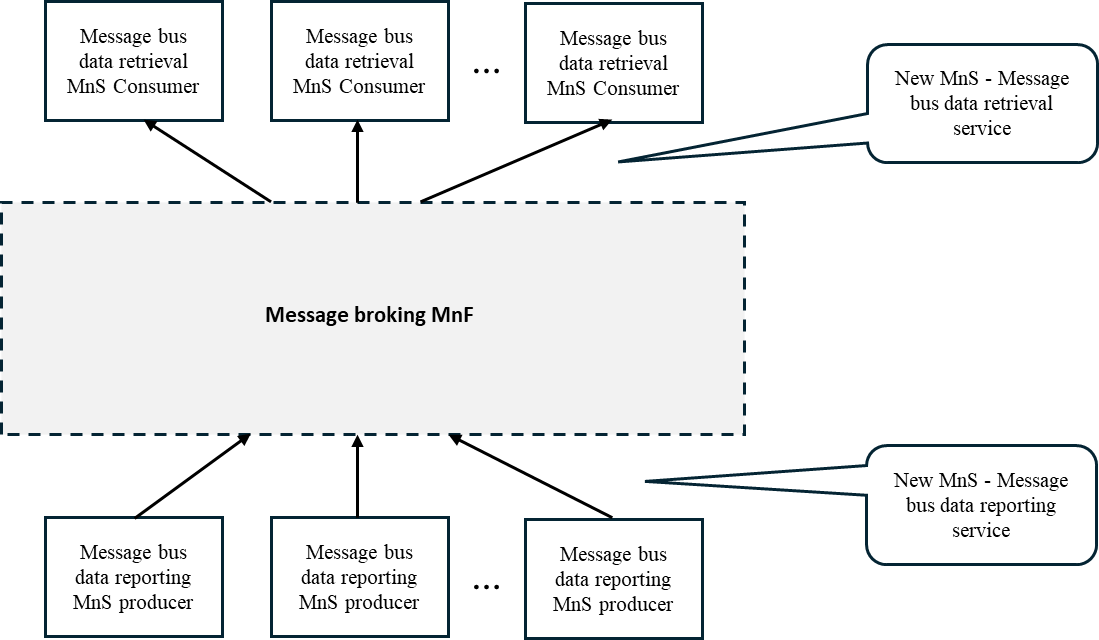 Message bus
data retrieval
MnS Consumer
Message bus
data retrieval
MnS Consumer
...
Message bus
data retrieval
MnS Consumer
New MnS - Message
bus data retrieval
service
Message broking MnF
New MnS - Message
bus data reporting
service
Message bus
data reporting
MnS producer
Message bus
data reporting
MnS producer
...
Message bus
data reporting
MnS producer